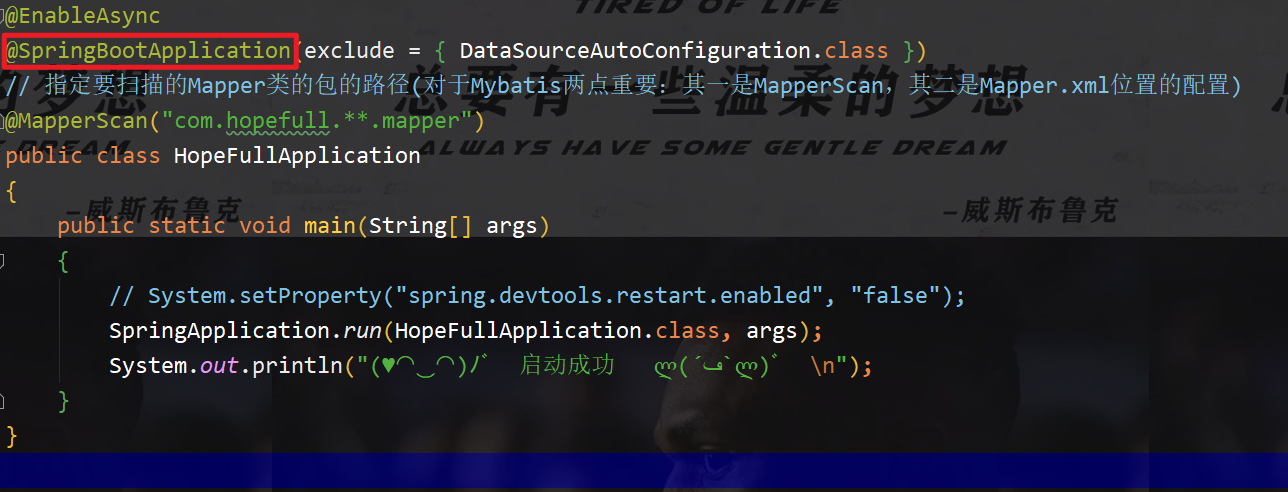 TIRED OF LIFE
@EnableAsync
@SpringBootApplication(exclude = { DataSourceAutoConfiguration.class })
// 指定要扫描的Mapper类的包的路径(对于Mybatis两点重要：其一是MapperScan，其二是Mapper.xml位置的配置)
总要有一些温柔的梦想
@MapperScan("com.hopefull.**.mapper")
public class HopeFullApplication
ALWAYS HAVE SOME GENTLE DREAM
{
–威斯布鲁克
–威斯布鲁克
public static void main(String[] args)
{
// System.setProperty("spring.devtools.restart.enabled", "false");
SpringApplication.run(HopeFullApplication.class, args);
System.out.println("(♥◠‿◠)ﾉﾞ  启动成功   ლ(´ڡ`ლ)ﾞ  \n");
}
}